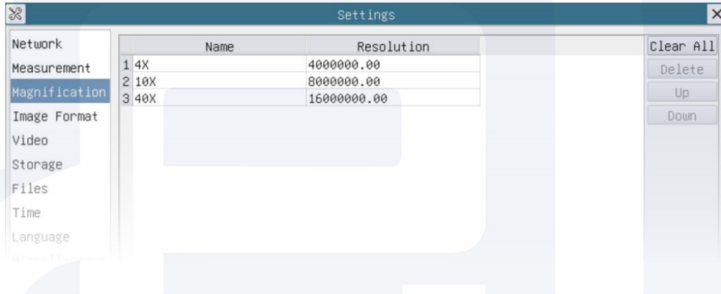 Settings
Network
Measurement
Magnification
Image Format
Video
Storage
Files
Time
Language
Name Resolution
1 4X 4000000.00
2 10X 8000000.00
3 40X 16000000.00
Clear All
Delete
Up
Down